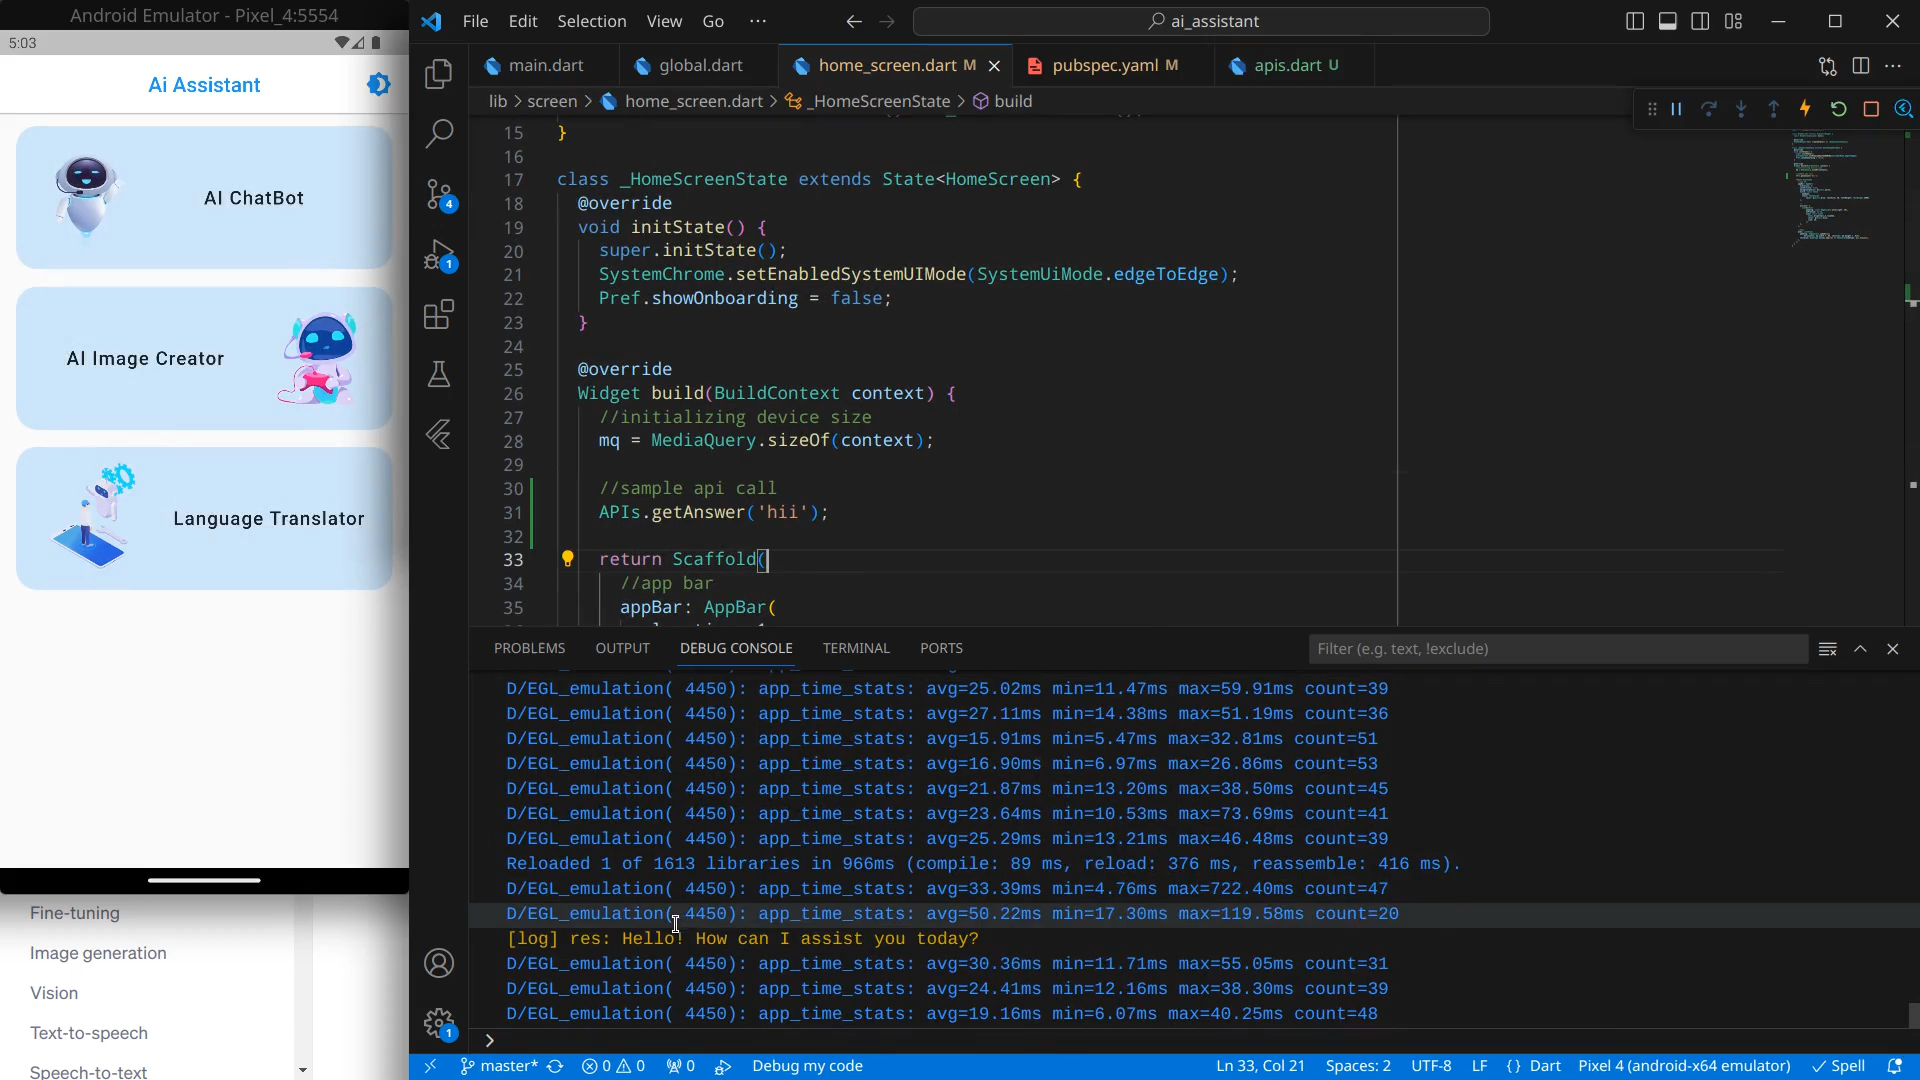 Android Emulator - Pixel_4:5554
5:03
Ai Assistant
AI ChatBot
AI Image Creator
Language Translator
Fine-tuning
Image generation
Vision
Text-to-speech
Speech-to-text
File Edit Selection View Go ···
ai_assistant
main.dart
global.dart
home_screen.dart M
pubspec.yaml M
apis.dart U
lib > screen > home_screen.dart > _HomeScreenState > build
4
1
1
15 }
16
17 class _HomeScreenState extends State<HomeScreen> {
18 @override
19 void initState() {
20 super.initState();
21 SystemChrome.setEnabledSystemUIMode(SystemUiMode.edgeToEdge);
22 Pref.showOnboarding = false;
23 }
24
25 @override
26 Widget build(BuildContext context) {
27 //initializing device size
28 mq = MediaQuery.sizeOf(context);
29
30 //sample api call
31 APIs.getAnswer('hii');
32
33 return Scaffold(
34 //app bar
35 appBar: AppBar(
PROBLEMS OUTPUT DEBUG CONSOLE TERMINAL PORTS
Filter (e.g. text, !exclude)
D/EGL_emulation( 4450): app_time_stats: avg=25.02ms min=11.47ms max=59.91ms count=39
D/EGL_emulation( 4450): app_time_stats: avg=27.11ms min=14.38ms max=51.19ms count=36
D/EGL_emulation( 4450): app_time_stats: avg=15.91ms min=5.47ms max=32.81ms count=51
D/EGL_emulation( 4450): app_time_stats: avg=16.90ms min=6.97ms max=26.86ms count=53
D/EGL_emulation( 4450): app_time_stats: avg=21.87ms min=13.20ms max=38.50ms count=45
D/EGL_emulation( 4450): app_time_stats: avg=23.64ms min=10.53ms max=73.69ms count=41
D/EGL_emulation( 4450): app_time_stats: avg=25.29ms min=13.21ms max=46.48ms count=39
Reloaded 1 of 1613 libraries in 966ms (compile: 89 ms, reload: 376 ms, reassemble: 416 ms).
D/EGL_emulation( 4450): app_time_stats: avg=33.39ms min=4.76ms max=722.40ms count=47
D/EGL_emulation( 4450): app_time_stats: avg=50.22ms min=17.30ms max=119.58ms count=20
[log] res: Hello! How can I assist you today?
D/EGL_emulation( 4450): app_time_stats: avg=30.36ms min=11.71ms max=55.05ms count=31
D/EGL_emulation( 4450): app_time_stats: avg=24.41ms min=12.16ms max=38.30ms count=39
D/EGL_emulation( 4450): app_time_stats: avg=19.16ms min=6.07ms max=40.25ms count=48
master* 0 0 0 Debug my code Ln 33, Col 21 Spaces: 2 UTF-8 LF {} Dart Pixel 4 (android-x64 emulator) Spell